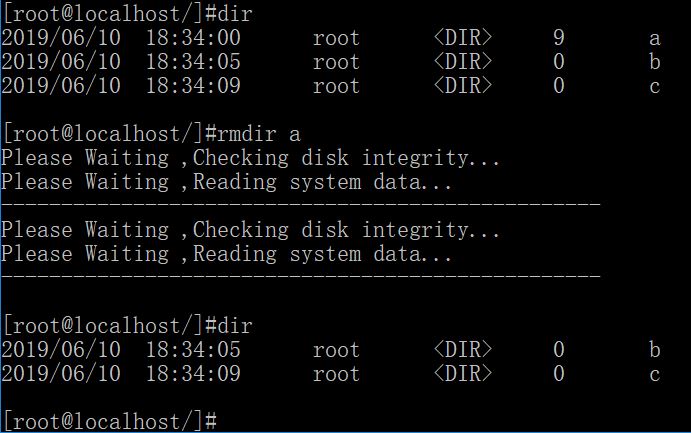 [root@localhost/]#dir
2019/06/10  18:34:00      root      <DIR>     9       a
2019/06/10  18:34:05      root      <DIR>     0       b
2019/06/10  18:34:09      root      <DIR>     0       c
[root@localhost/]#rmdir a
Please Waiting ,Checking disk integrity...
Please Waiting ,Reading system data...
--------------------------------------------------
Please Waiting ,Checking disk integrity...
Please Waiting ,Reading system data...
--------------------------------------------------
[root@localhost/]#dir
2019/06/10  18:34:05      root      <DIR>     0       b
2019/06/10  18:34:09      root      <DIR>     0       c
[root@localhost/]#